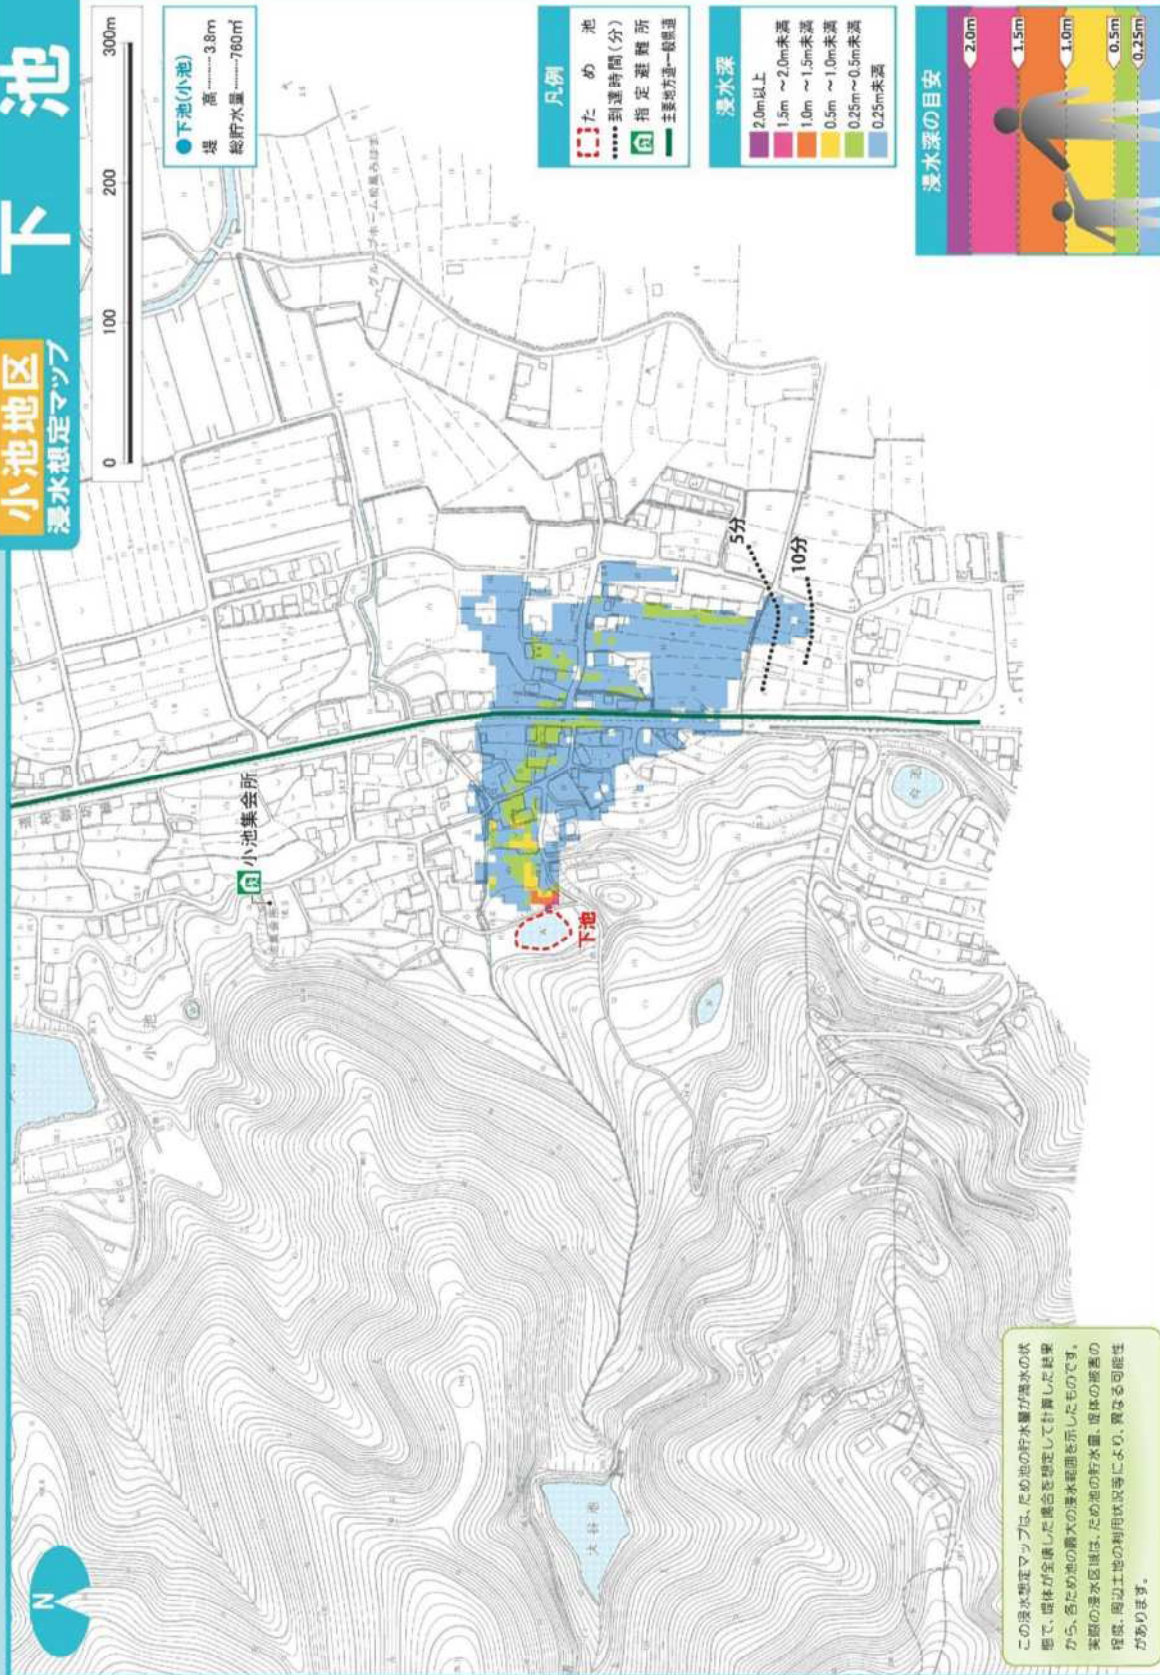 小池地区
浸水想定マップ
下池
0 100 200 300m
●下池(小池)
堤 高………3.8m
総貯水量………760㎥
凡例
ため池
到達時間(分)
指定避難所
主要地方道・一般県道
浸水深
2.0m以上
1.5m ~2.0m未満
1.0m ~1.5m未満
0.5m ~1.0m未満
0.25m~0.5m未満
0.25m未満
浸水深の目安
2.0m
1.5m
1.0m
0.5m
0.25m
N
小池集会所
下池
5分
10分
大谷池
小池
この浸水想定マップは、ため池の貯水量が満水の状
態で、堤体が全壊した場合を想定して計算した結果
から、各ため池の最大の浸水範囲を示したものです。
実際の浸水区域は、ため池の貯水量、堤体の被害の
程度、周辺土地の利用状況等により、異なる可能性
があります。